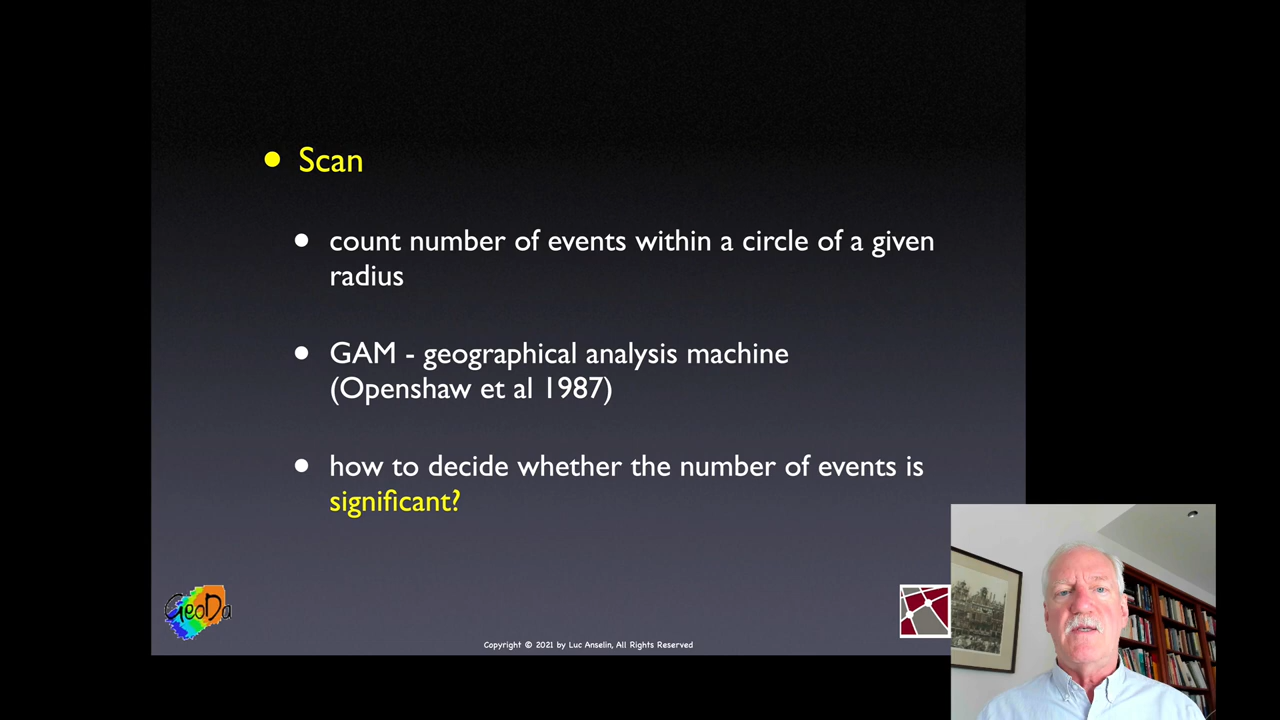 Scan
count number of events within a circle of a given
radius
GAM - geographical analysis machine
(Openshaw et al 1987)
how to decide whether the number of events is
significant?
GeoDa
Copyright © 2021 by Luc Anselin, All Rights Reserved